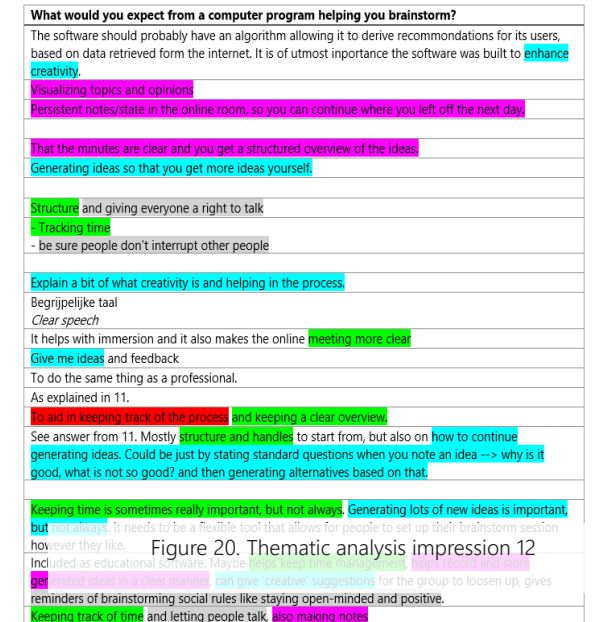 What would you expect from a computer program helping you brainstorm?
The software should probably have an algorithm allowing it to derive recommendations for its users,
based on data retrieved form the internet. It is of utmost inportance the software was built to enhance
creativity.
Visualizing topics and opinions
Persistent notes/state in the online room, so you can continue where you left off the next day.
That the minutes are clear and you get a structured overview of the ideas.
Generating ideas so that you get more ideas yourself.
Structure and giving everyone a right to talk
- Tracking time
- be sure people don't interrupt other people
Explain a bit of what creativity is and helping in the process.
Begrijpelijke taal
Clear speech
It helps with immersion and it also makes the online meeting more clear
Give me ideas and feedback
To do the same thing as a professional.
As explained in 11.
To aid in keeping track of the process and keeping a clear overview.
See answer from 11. Mostly structure and handles to start from, but also on how to continue
generating ideas. Could be just by stating standard questions when you note an idea --> why is it
good, what is not so good? and then generating alternatives based on that.
Keeping time is sometimes really important, but not always. Generating lots of new ideas is important,
but not always. It needs to be a flexible tool that allows for people to set up their brainstorm session
however they like.
Figure 20. Thematic analysis impression 12
Included as educational software. Maybe helps keep time management, helps record and store
generated ideas in a clear manner, can give 'creative' suggestions for the group to loosen up, gives
reminders of brainstorming social rules like staying open-minded and positive.
Keeping track of time and letting people talk, also making notes